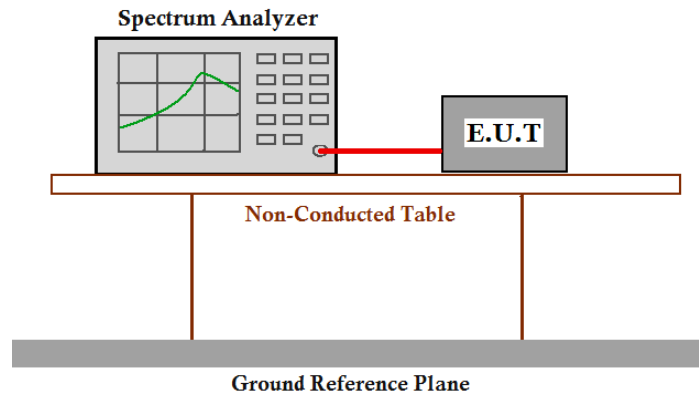 Spectrum Analyzer
E.U.T
Non-Conducted Table
Ground Reference Plane